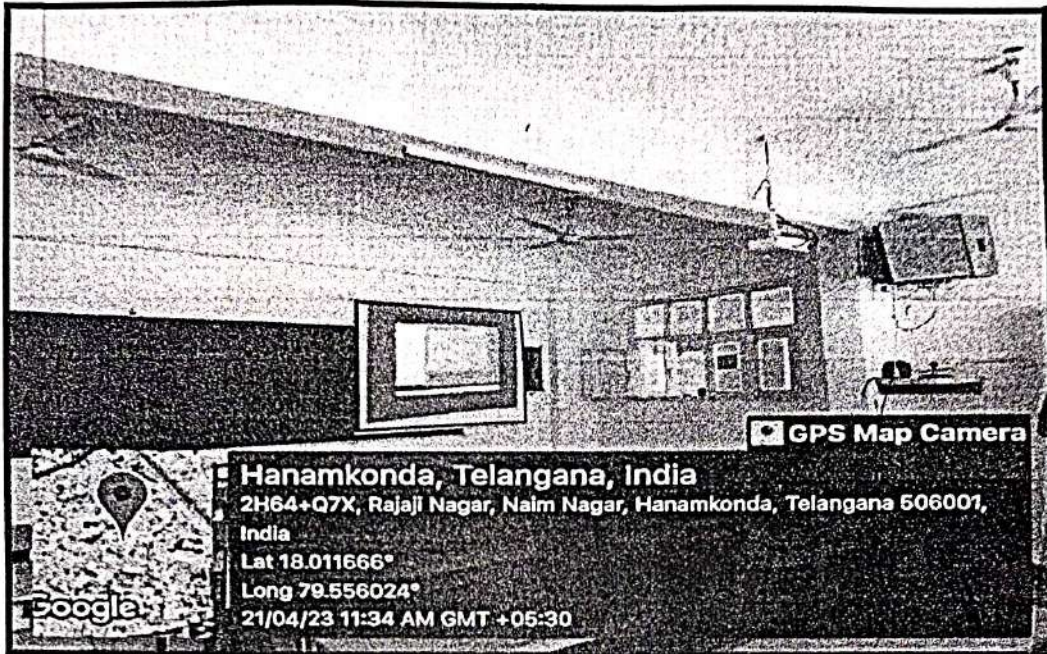 GPS Map Camera
Hanamkonda, Telangana, India
2H64+Q7X, Rajaji Nagar, Naim Nagar, Hanamkonda, Telangana 506001,
India
Lat 18.011666°
Long 79.556024°
21/04/23 11:34 AM GMT +05:30
Google